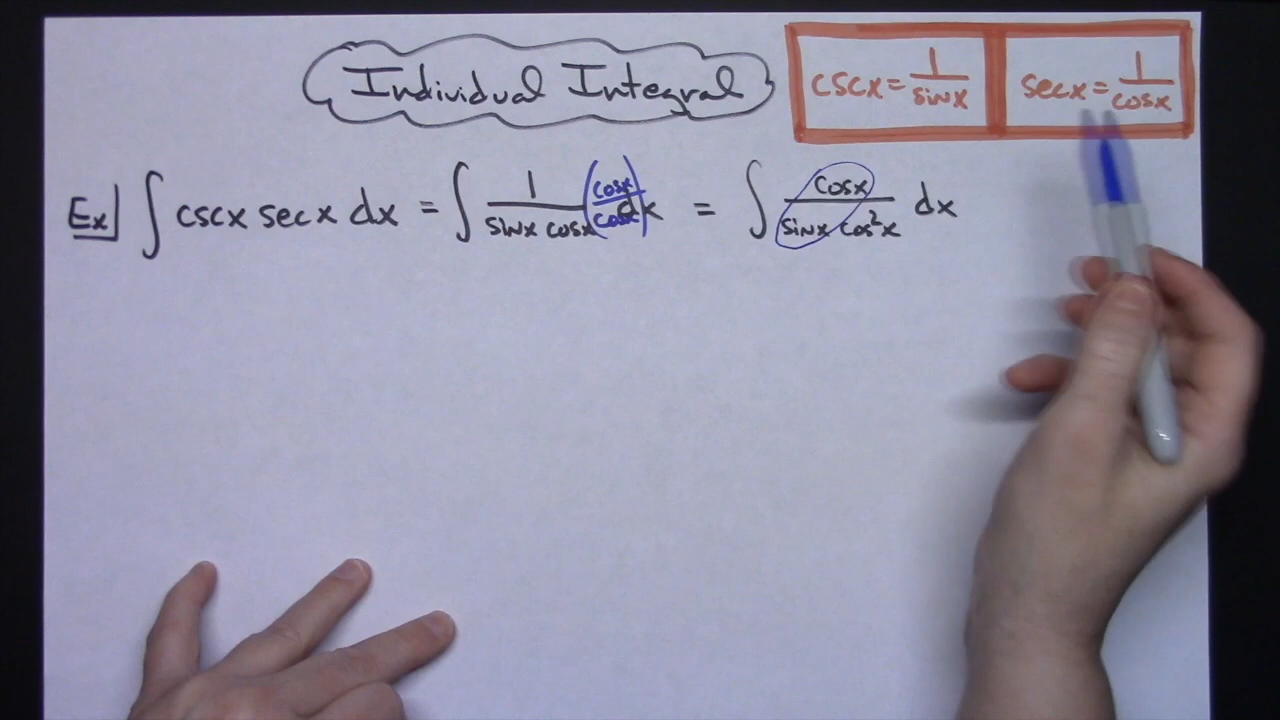 Individual Integral
cscx = 1/sinx
secx = 1/cosx
Ex] ∫ cscx secx dx = ∫ 1/(sinx cosx) (cosx/cosx) dx = ∫ cosx/(sinx cos²x) dx